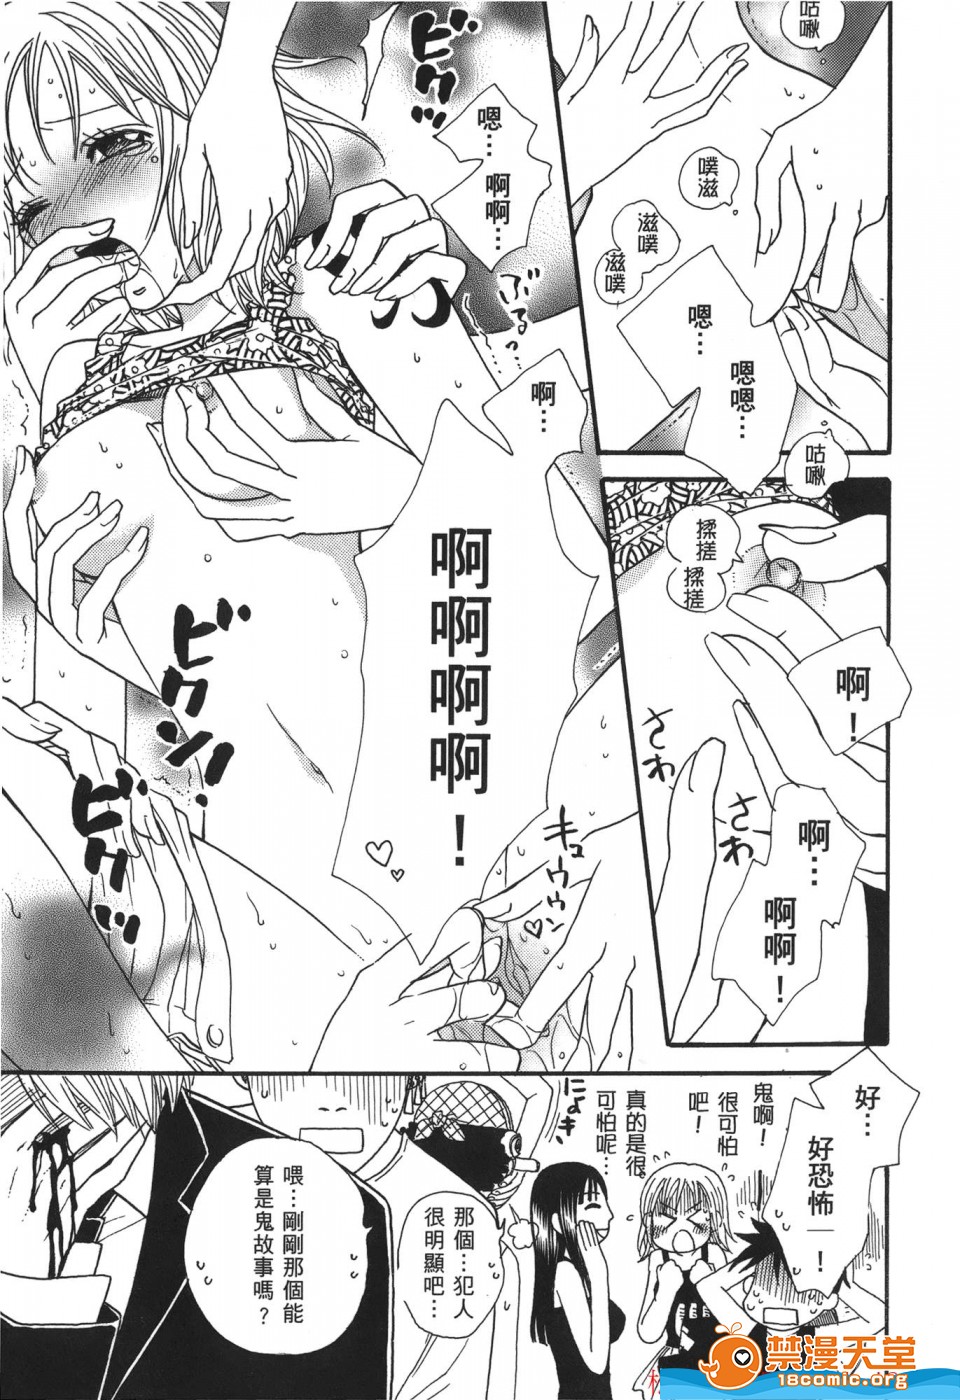 咕啾
噗滋
滋噗
滋噗
嗯…
嗯嗯…
咕啾
ビクッ
嗯…
啊啊…
ぶるっ
啊…
啊啊啊啊！
ビクン！
ビクッ
キュウゥン
揉搓
揉搓
啊！
さわ
さわ
啊…
啊啊！
好…
好恐怖—！
鬼啊！
很可怕
吧！
真的是很
可怕呢…
にょき
那個…犯人
很明顯吧…
喂…剛剛那個能
算是鬼故事嗎？
禁漫天堂
18comic.org